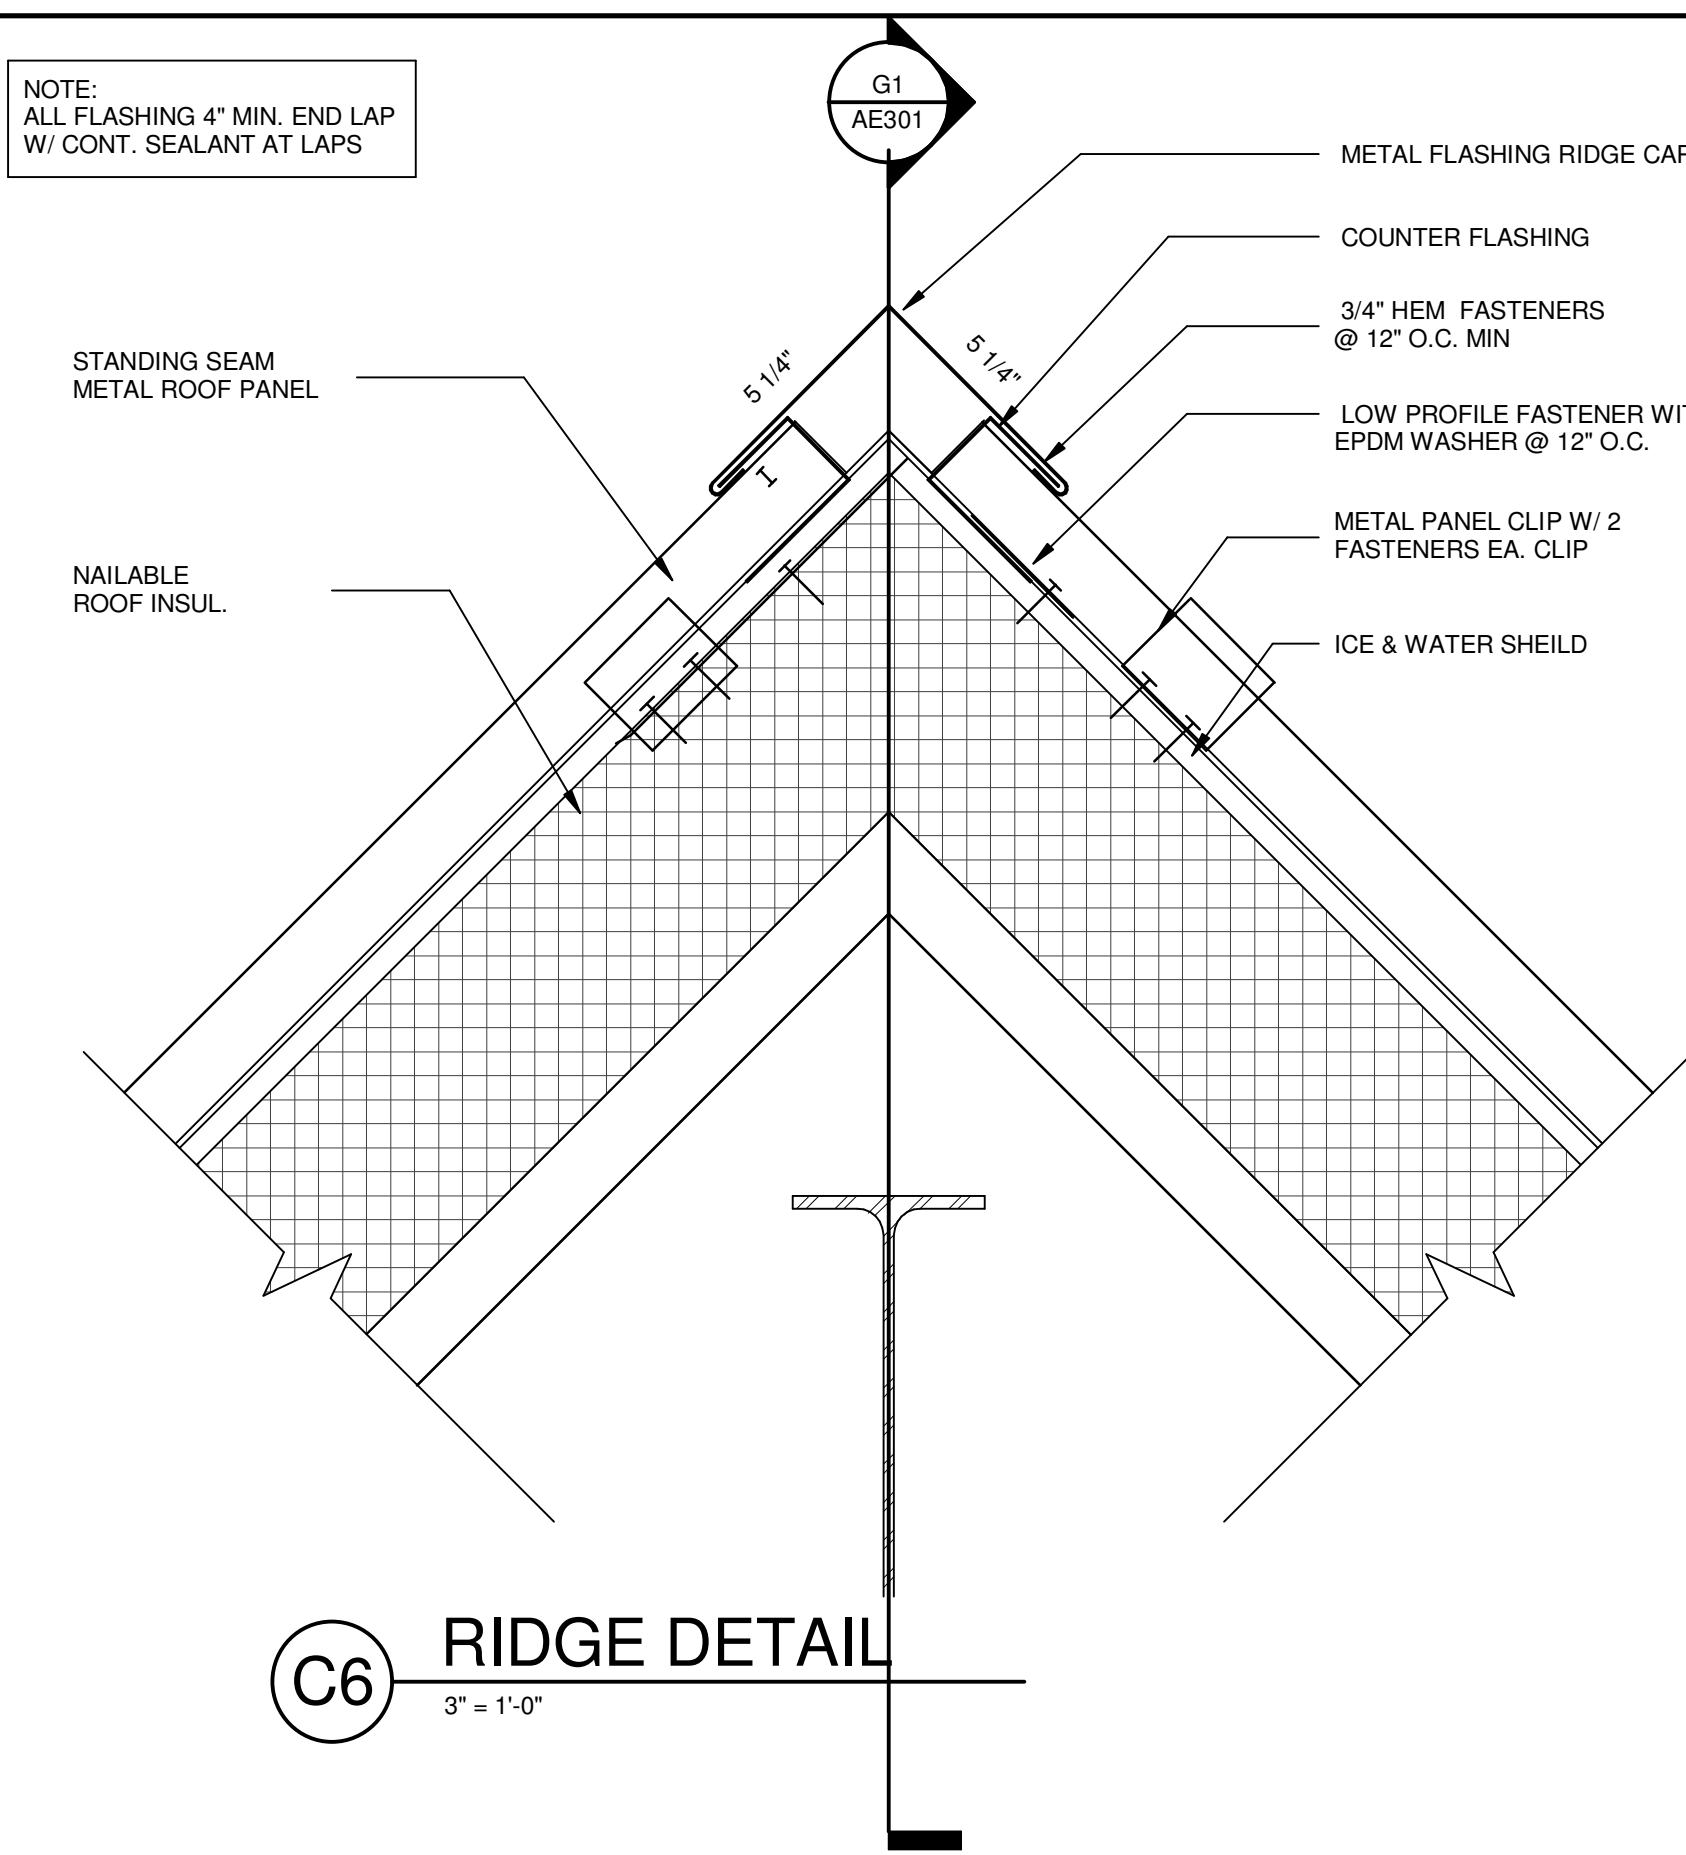 NOTE:
ALL FLASHING 4" MIN. END LAP
W/ CONT. SEALANT AT LAPS
G1
AE301
METAL FLASHING RIDGE CAP
COUNTER FLASHING
3/4" HEM FASTENERS
@ 12" O.C. MIN
LOW PROFILE FASTENER WIT
EPDM WASHER @ 12" O.C.
METAL PANEL CLIP W/ 2
FASTENERS EA. CLIP
ICE & WATER SHEILD
STANDING SEAM
METAL ROOF PANEL
NAILABLE
ROOF INSUL.
5 1/4"
5 1/4"
C6
RIDGE DETAIL
3" = 1'-0"